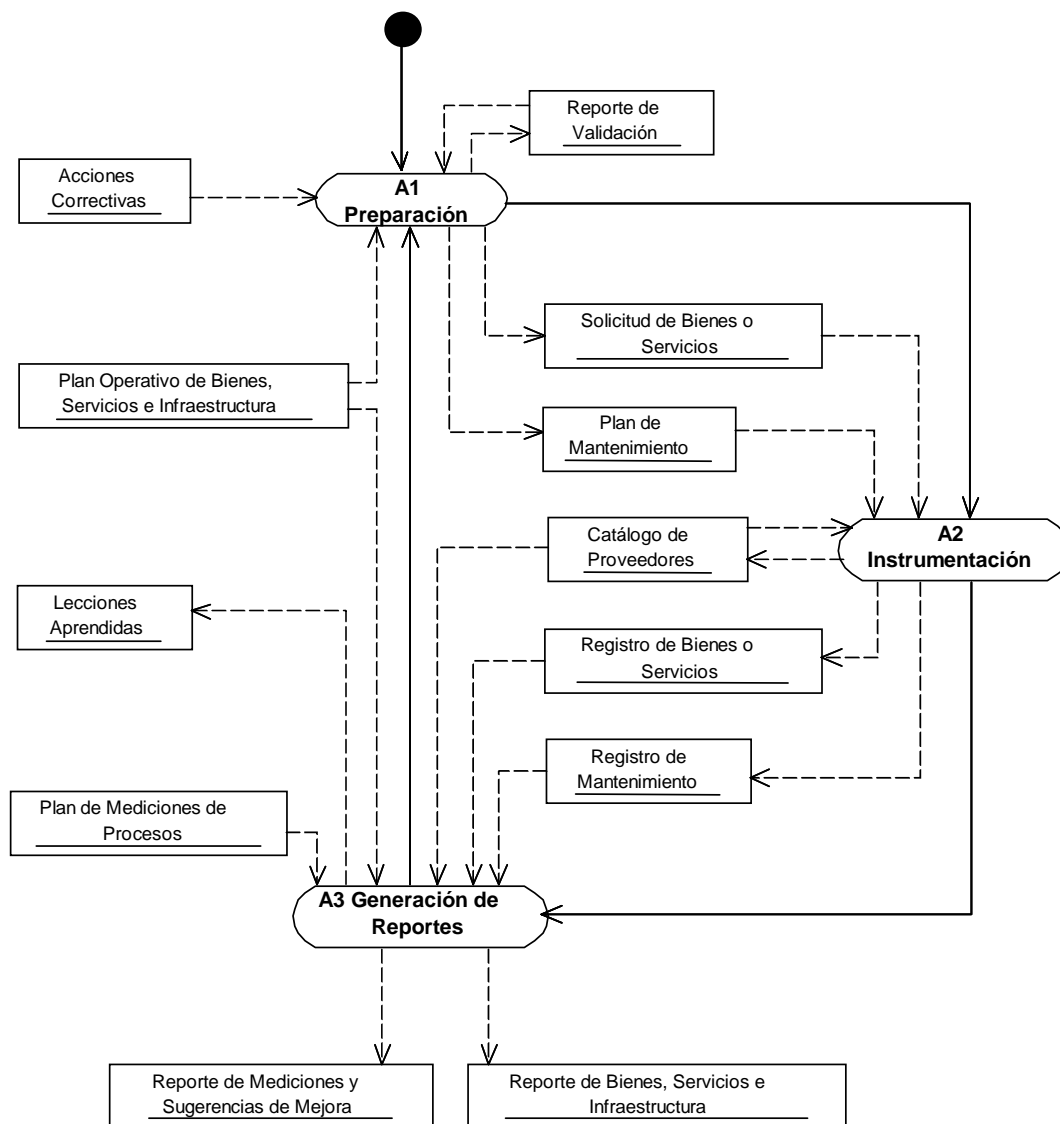 Reporte de
Validación
Acciones
Correctivas
A1
Preparación
Solicitud de Bienes o
Servicios
Plan Operativo de Bienes,
Servicios e Infraestructura
Plan de
Mantenimiento
Catálogo de
Proveedores
A2
Instrumentación
Lecciones
Aprendidas
Registro de Bienes o
Servicios
Registro de
Mantenimiento
Plan de Mediciones de
Procesos
A3 Generación de
Reportes
Reporte de Mediciones y
Sugerencias de Mejora
Reporte de Bienes, Servicios e
Infraestructura